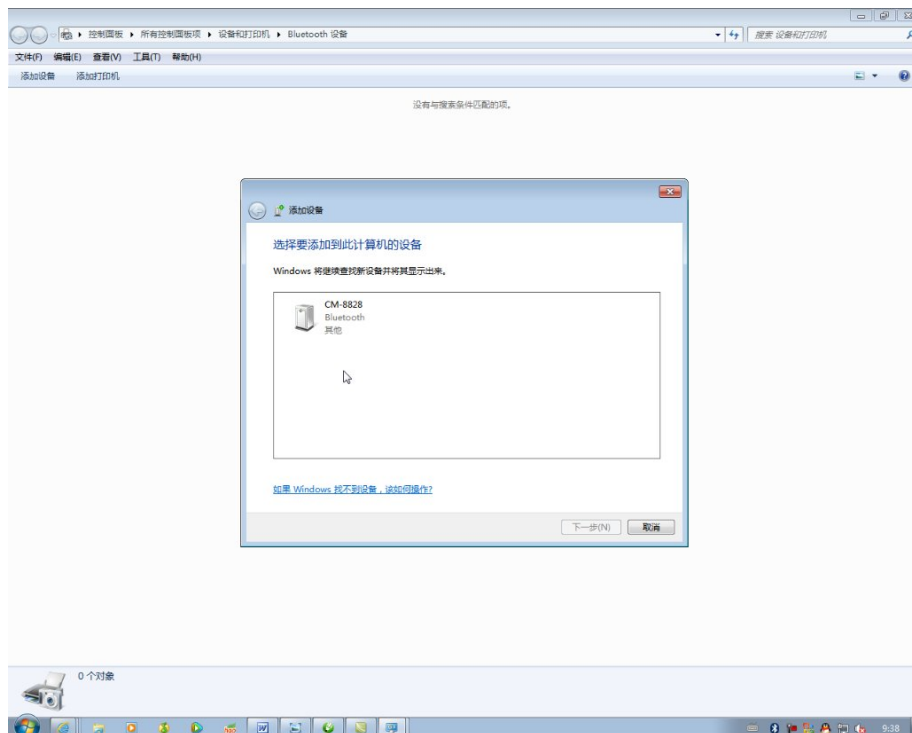 控制面板 ▸ 所有控制面板项 ▸ 设备和打印机 ▸ Bluetooth 设备
搜索 设备和打印机
文件(F) 编辑(E) 查看(V) 工具(T) 帮助(H)
添加设备 添加打印机
没有与搜索条件匹配的项。
添加设备
选择要添加到此计算机的设备
Windows 将继续查找新设备并将其显示出来。
CM-8828
Bluetooth
其他
如果 Windows 找不到设备，该如何操作?
下一步(N) 取消
0 个对象
9:38